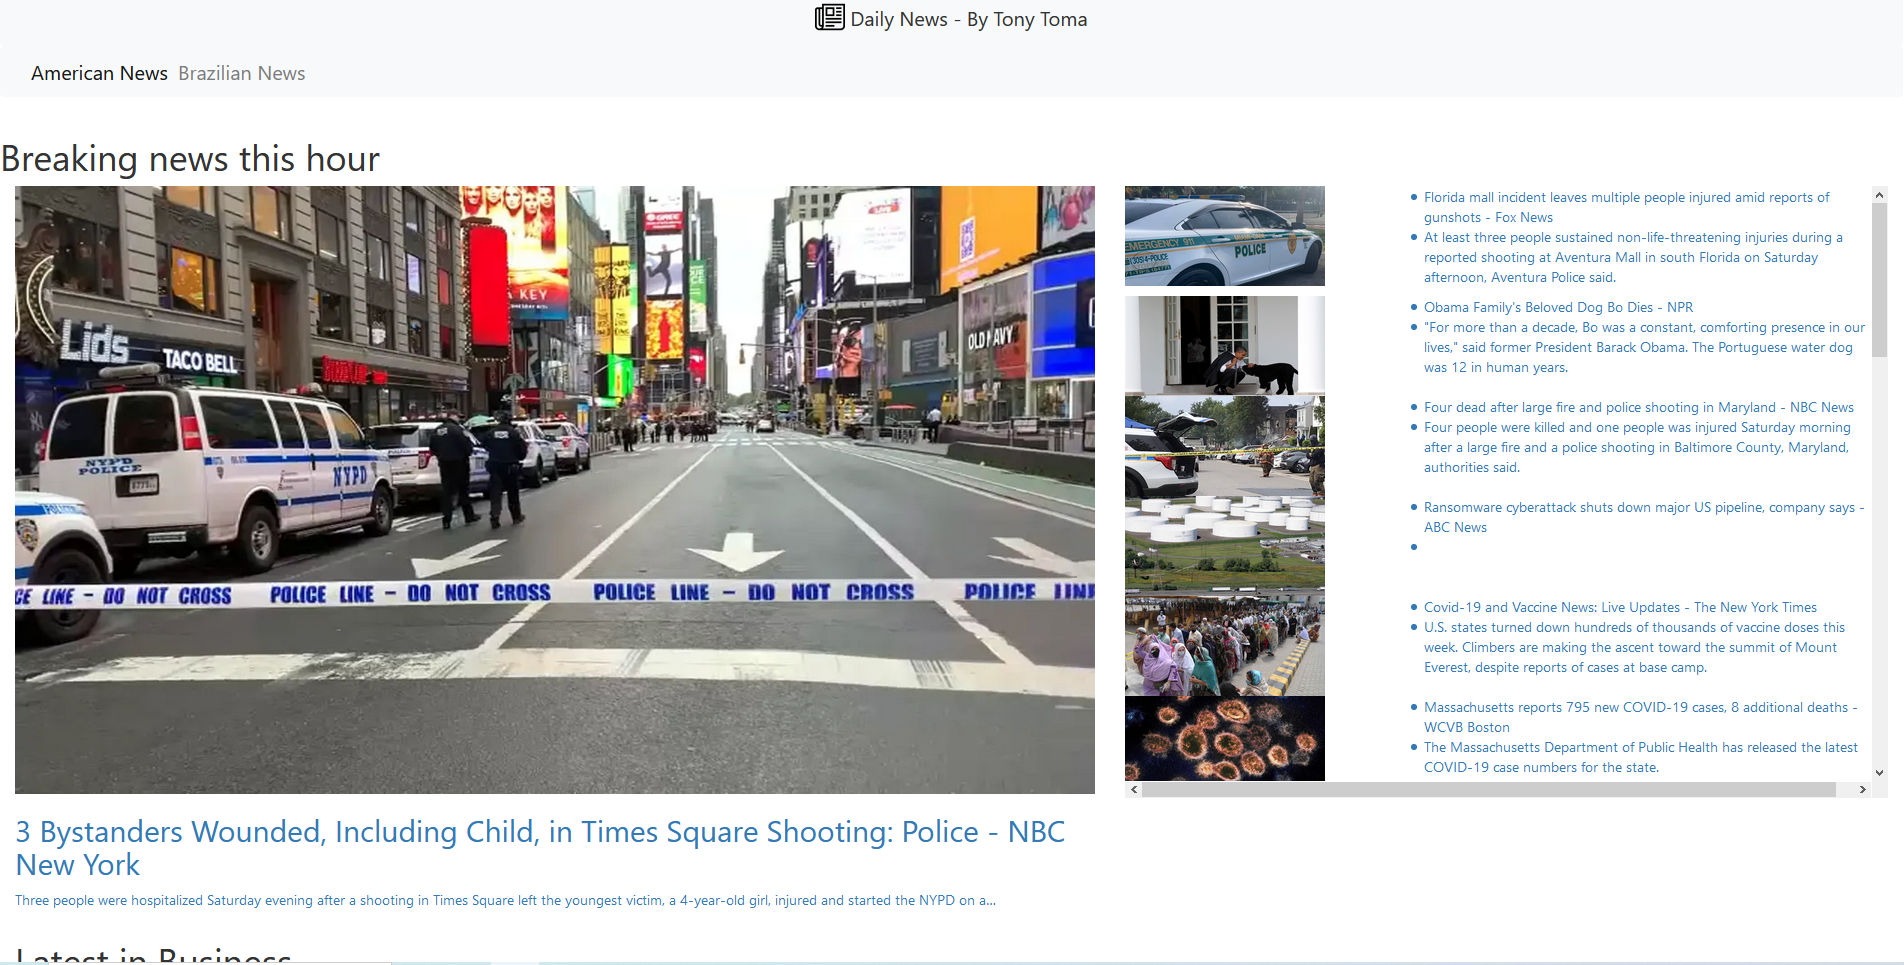 Daily News - By Tony Toma
American News Brazilian News
Breaking news this hour
Lids
TACO BELL
KEY
OLD NAVY
NYPD
POLICE
NYPD
POLICE LINE - DO NOT CROSS POLICE LINE - DO NOT CROSS POLICE LINE
3 Bystanders Wounded, Including Child, in Times Square Shooting: Police - NBC
New York
Three people were hospitalized Saturday evening after a shooting in Times Square left the youngest victim, a 4-year-old girl, injured and started the NYPD on a...
EMERGENCY 911
POLICE
Florida mall incident leaves multiple people injured amid reports of
gunshots - Fox News
At least three people sustained non-life-threatening injuries during a
reported shooting at Aventura Mall in south Florida on Saturday
afternoon, Aventura Police said.
Obama Family's Beloved Dog Bo Dies - NPR
"For more than a decade, Bo was a constant, comforting presence in our
lives," said former President Barack Obama. The Portuguese water dog
was 12 in human years.
Four dead after large fire and police shooting in Maryland - NBC News
Four people were killed and one people was injured Saturday morning
after a large fire and a police shooting in Baltimore County, Maryland,
authorities said.
Ransomware cyberattack shuts down major US pipeline, company says -
ABC News
Covid-19 and Vaccine News: Live Updates - The New York Times
U.S. states turned down hundreds of thousands of vaccine doses this
week. Climbers are making the ascent toward the summit of Mount
Everest, despite reports of cases at base camp.
Massachusetts reports 795 new COVID-19 cases, 8 additional deaths -
WCVB Boston
The Massachusetts Department of Public Health has released the latest
COVID-19 case numbers for the state.
Latest in Business